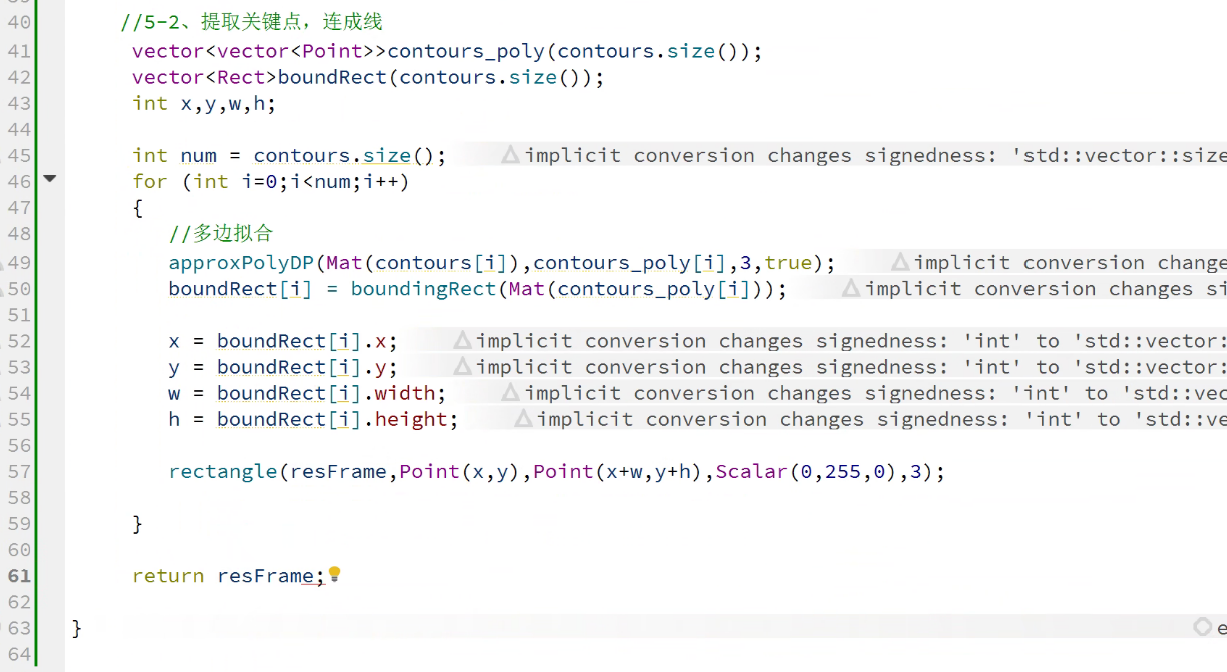 40 //5-2、提取关键点，连成线
41 vector<vector<Point>>contours_poly(contours.size());
42 vector<Rect>boundRect(contours.size());
43 int x,y,w,h;
44
45 int num = contours.size(); implicit conversion changes signedness: 'std::vector::size
46 for (int i=0;i<num;i++)
47 {
48 //多边拟合
49 approxPolyDP(Mat(contours[i]),contours_poly[i],3,true); implicit conversion change
50 boundRect[i] = boundingRect(Mat(contours_poly[i])); implicit conversion changes si
51
52 x = boundRect[i].x; implicit conversion changes signedness: 'int' to 'std::vector:
53 y = boundRect[i].y; implicit conversion changes signedness: 'int' to 'std::vector:
54 w = boundRect[i].width; implicit conversion changes signedness: 'int' to 'std::vec
55 h = boundRect[i].height; implicit conversion changes signedness: 'int' to 'std::ve
56
57 rectangle(resFrame,Point(x,y),Point(x+w,y+h),Scalar(0,255,0),3);
58
59 }
60
61 return resFrame;
62
63 } e
64